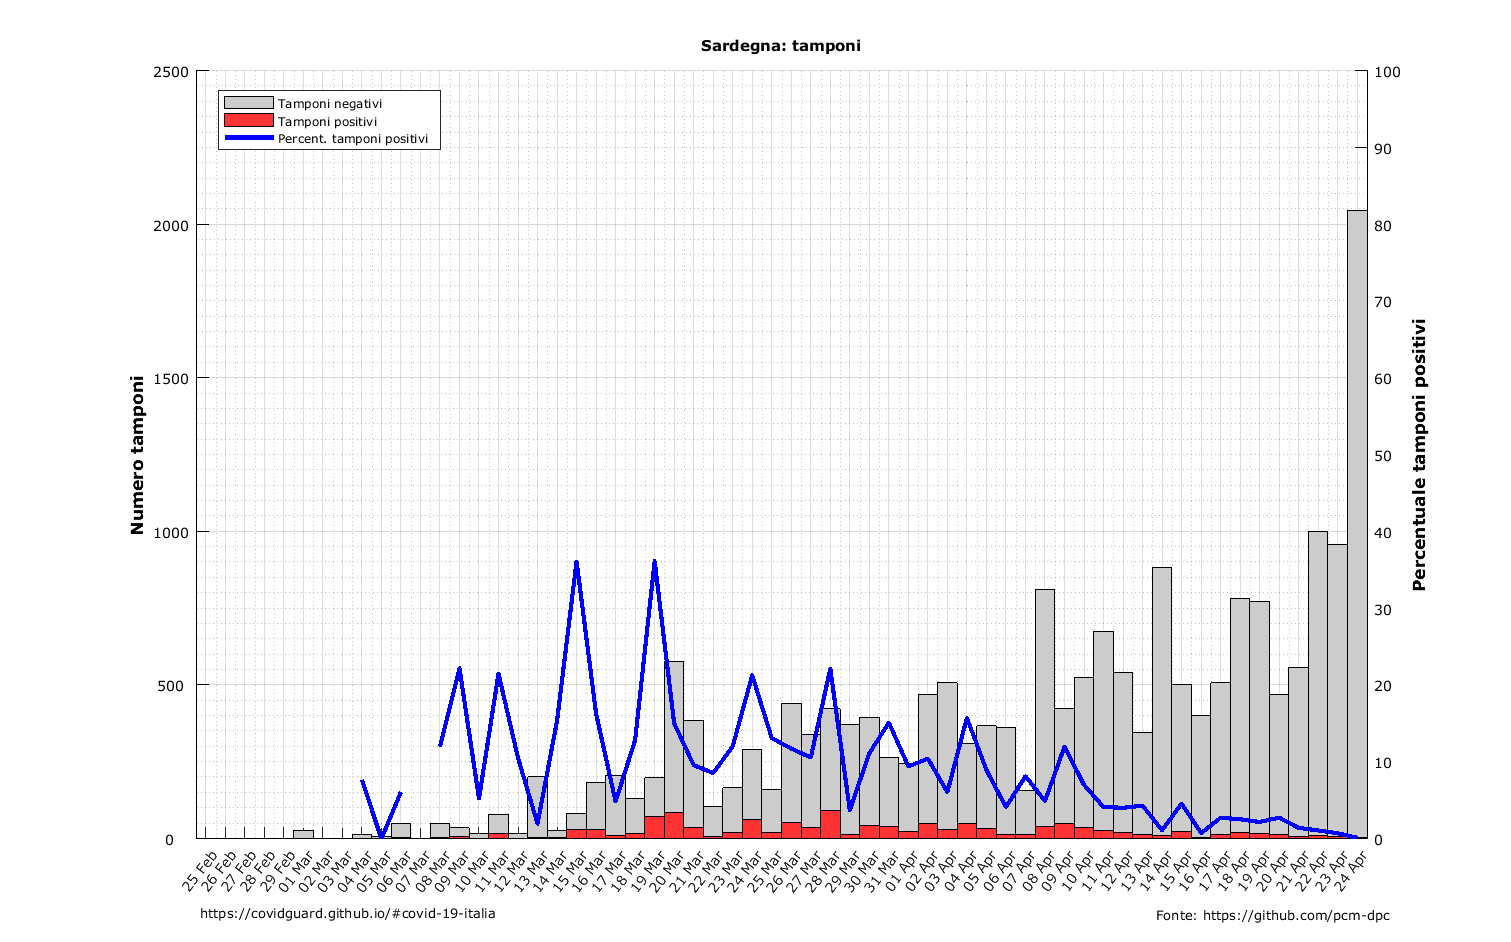 Sardegna: tamponi
Tamponi negativi
Tamponi positivi
Percent. tamponi positivi
Numero tamponi
2500
2000
1500
1000
500
0
Percentuale tamponi positivi
100
90
80
70
60
50
40
30
20
10
0
25 Feb
26 Feb
27 Feb
28 Feb
29 Feb
01 Mar
02 Mar
03 Mar
04 Mar
05 Mar
06 Mar
07 Mar
08 Mar
09 Mar
10 Mar
11 Mar
12 Mar
13 Mar
14 Mar
15 Mar
16 Mar
17 Mar
18 Mar
19 Mar
20 Mar
21 Mar
22 Mar
23 Mar
24 Mar
25 Mar
26 Mar
27 Mar
28 Mar
29 Mar
30 Mar
31 Mar
01 Apr
02 Apr
03 Apr
04 Apr
05 Apr
06 Apr
07 Apr
08 Apr
09 Apr
10 Apr
11 Apr
12 Apr
13 Apr
14 Apr
15 Apr
16 Apr
17 Apr
18 Apr
19 Apr
20 Apr
21 Apr
22 Apr
23 Apr
24 Apr
https://covidguard.github.io/#covid-19-italia
Fonte: https://github.com/pcm-dpc